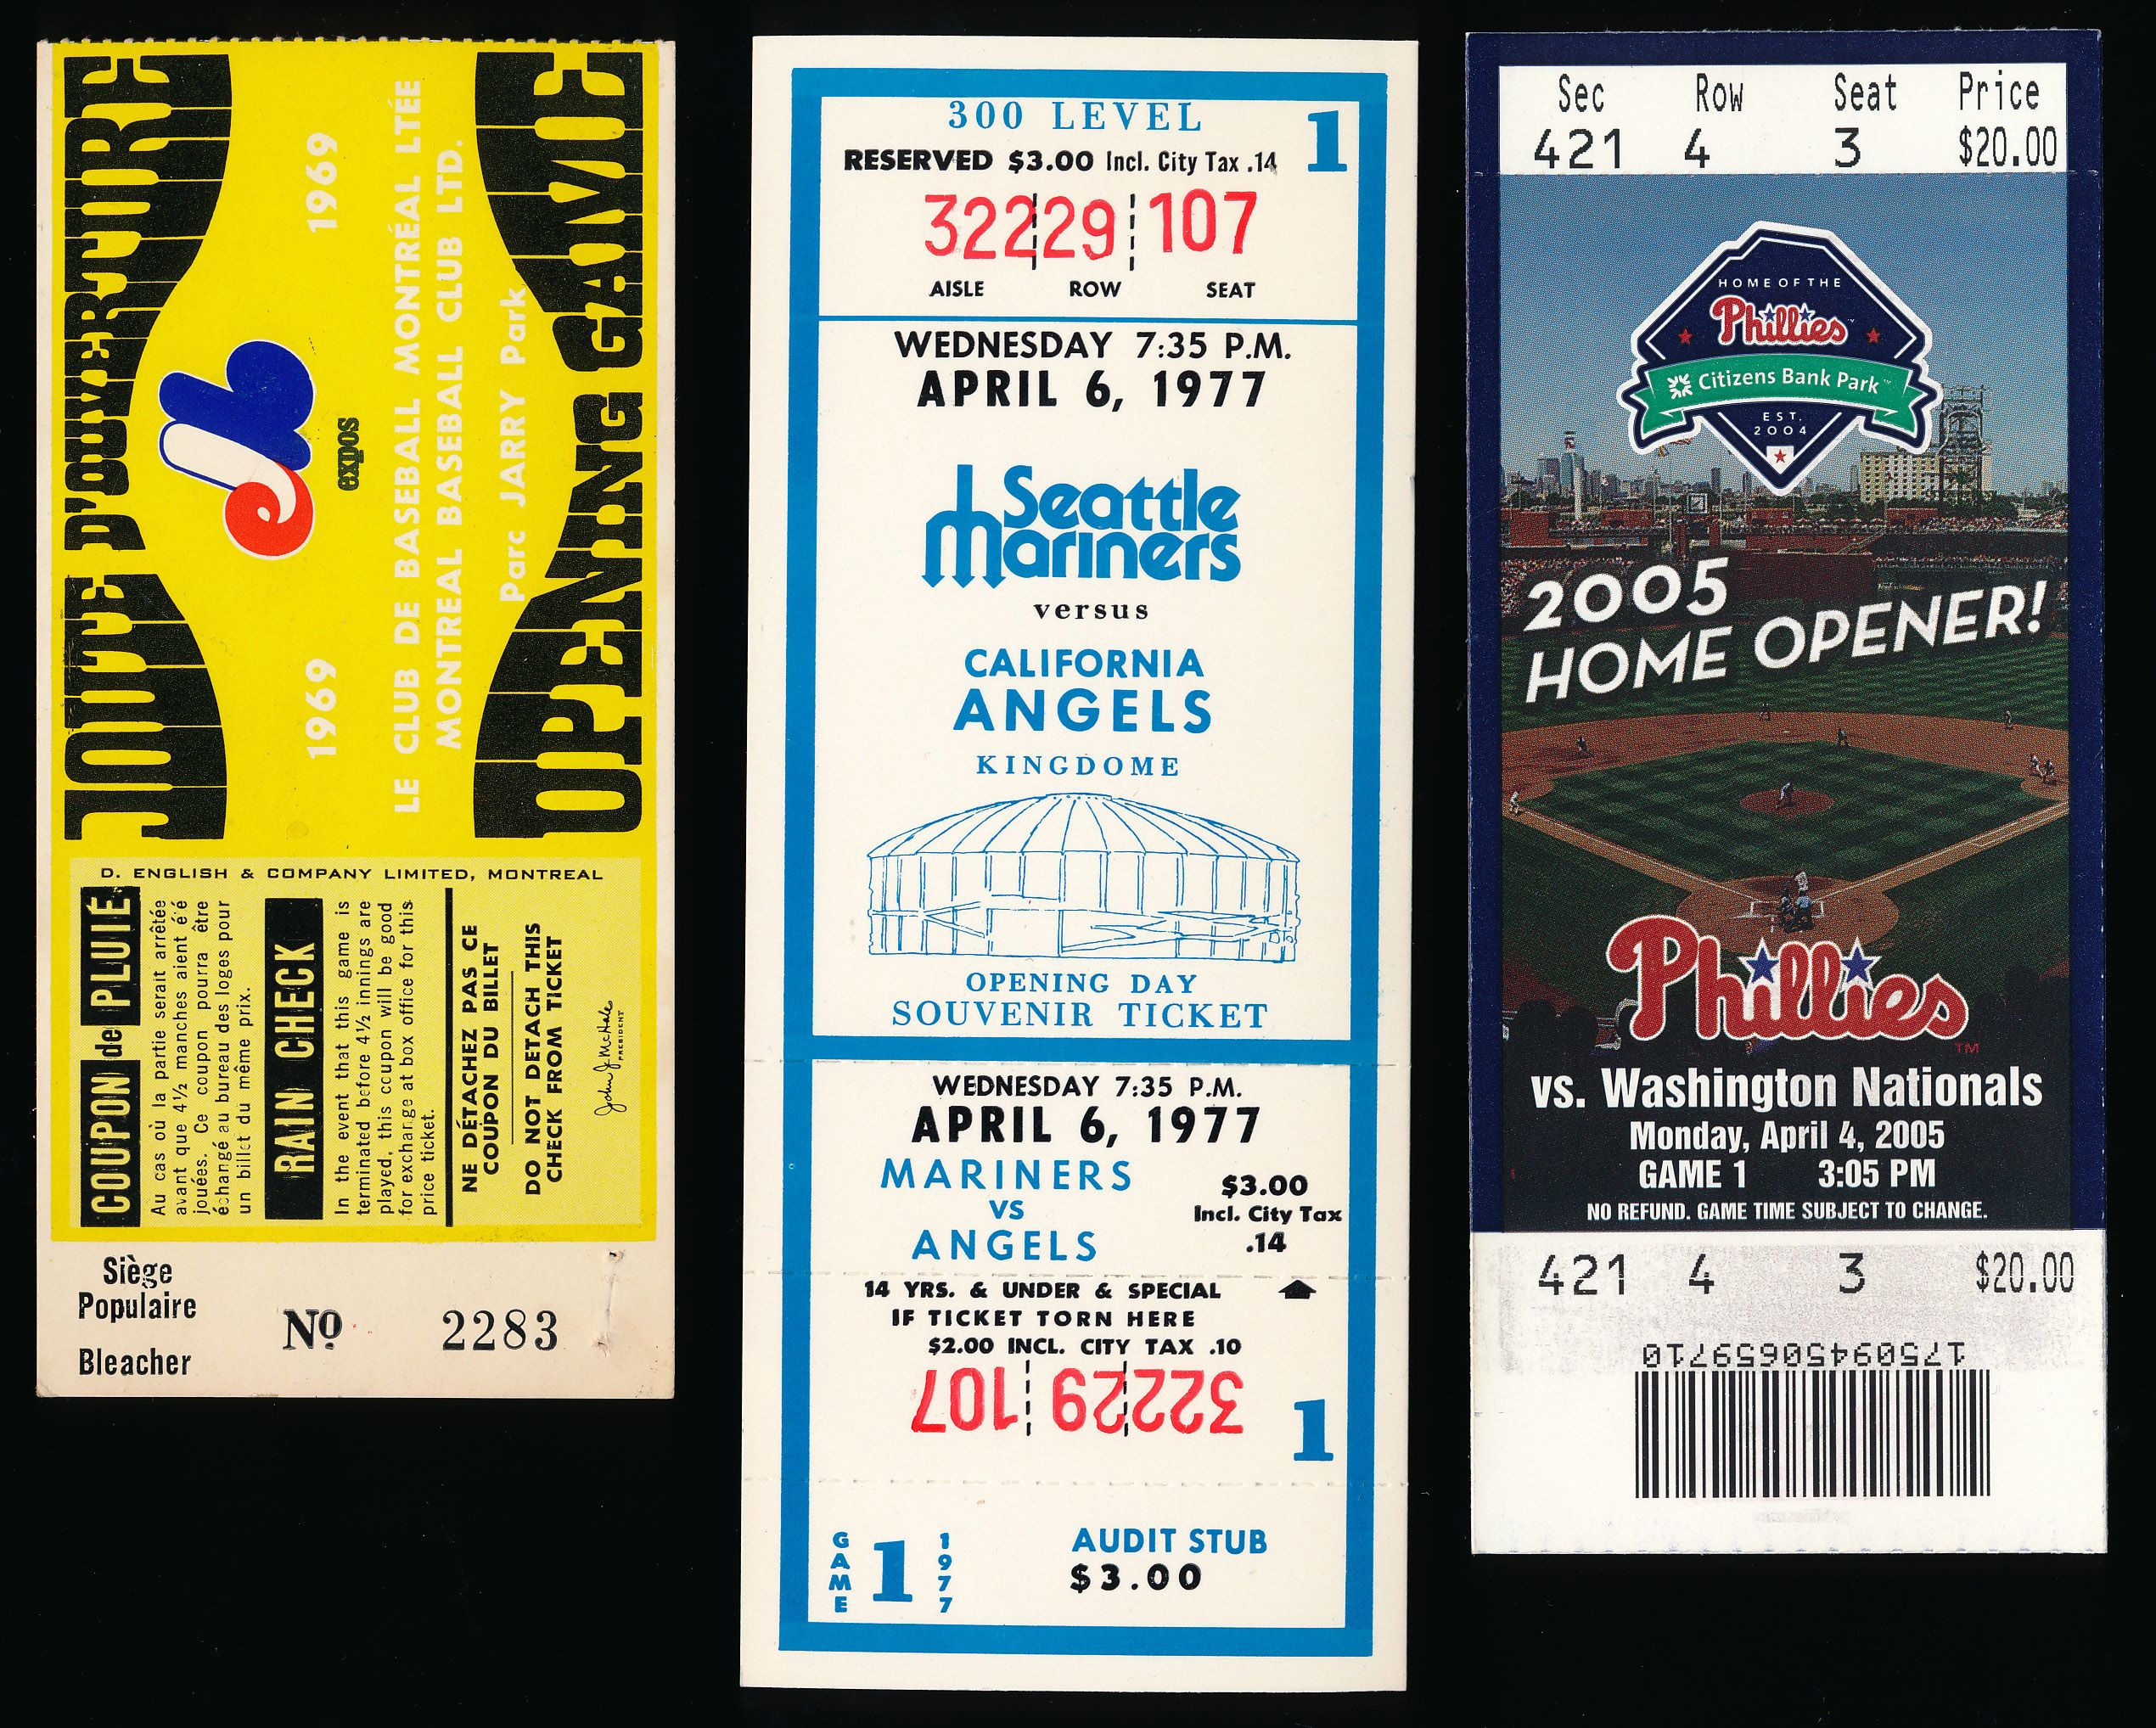 JOUTE D'OUVERTURE
1969 1969
expos
LE CLUB DE BASEBALL MONTRÉAL LTÉE
MONTREAL BASEBALL CLUB LTD.
Parc JARRY Park
OPENING GAME
D. ENGLISH & COMPANY LIMITED, MONTREAL
COUPON de PLUIE
Au cas où la partie serait arrêtée
avant que 4½ manches aient été
jouées. Ce coupon pourra être
échangé au bureau des loges pour
un billet du même prix.
RAIN CHECK
In the event that this game is
terminated before 4½ innings are
played, this coupon will be good
for exchange at box office for this
price ticket.
NE DÉTACHEZ PAS CE
COUPON DU BILLET
DO NOT DETACH THIS
CHECK FROM TICKET
John J. McHale
PRESIDENT
Siège
Populaire
Bleacher
No 2283
300 LEVEL
1
RESERVED $3.00 Incl. City Tax .14
322 29 107
AISLE ROW SEAT
WEDNESDAY 7:35 P.M.
APRIL 6, 1977
Seattle
Mariners
versus
CALIFORNIA
ANGELS
KINGDOME
OPENING DAY
SOUVENIR TICKET
WEDNESDAY 7:35 P.M.
APRIL 6, 1977
MARINERS
VS
ANGELS
$3.00
Incl. City Tax
.14
14 YRS. & UNDER & SPECIAL
IF TICKET TORN HERE
$2.00 INCL. CITY TAX .10
322 29 107
1
GAME 1 1977
AUDIT STUB
$3.00
Sec Row Seat Price
421 4 3 $20.00
HOME OF THE
Phillies
Citizens Bank Park™
EST.
2004
2005
HOME OPENER!
Phillies™
vs. Washington Nationals
Monday, April 4, 2005
GAME 1 3:05 PM
NO REFUND. GAME TIME SUBJECT TO CHANGE.
421 4 3 $20.00
1750945065971​0